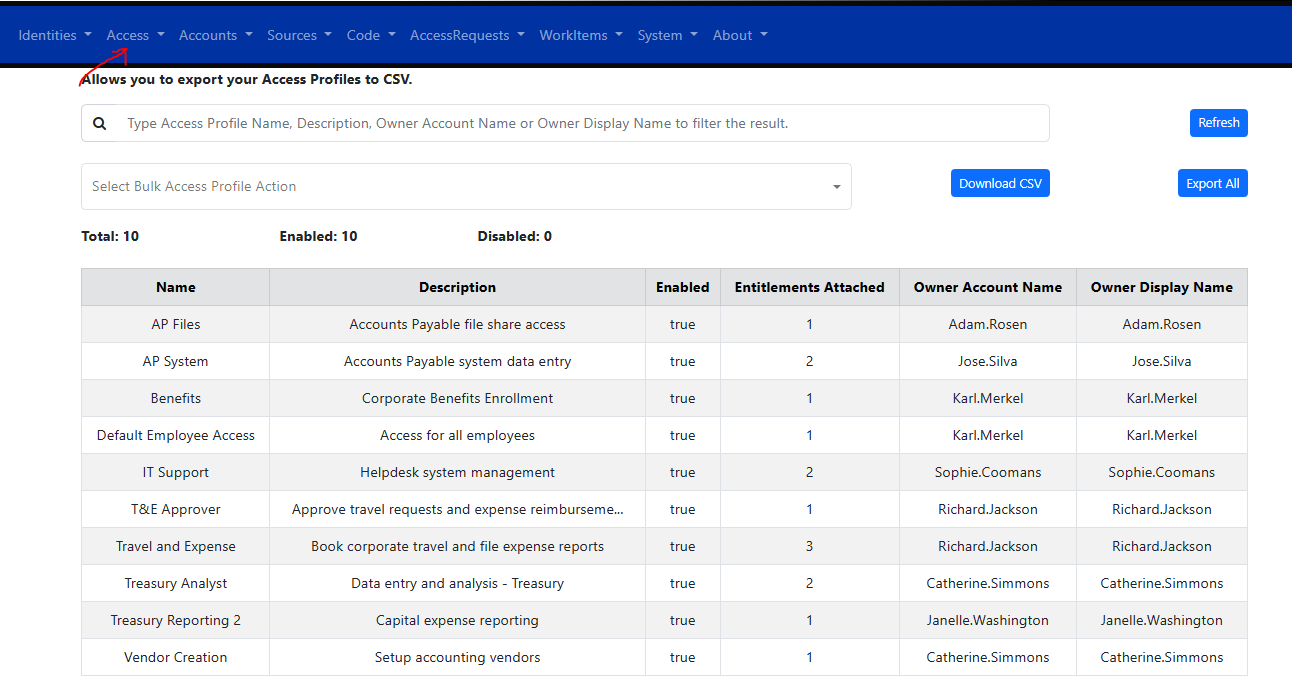 Identities Access Accounts Sources Code AccessRequests WorkItems System About
Allows you to export your Access Profiles to CSV.
Type Access Profile Name, Description, Owner Account Name or Owner Display Name to filter the result. Refresh
Select Bulk Access Profile Action Download CSV Export All
Total: 10 Enabled: 10 Disabled: 0
Name Description Enabled Entitlements Attached Owner Account Name Owner Display Name
AP Files Accounts Payable file share access true 1 Adam.Rosen Adam.Rosen
AP System Accounts Payable system data entry true 2 Jose.Silva Jose.Silva
Benefits Corporate Benefits Enrollment true 1 Karl.Merkel Karl.Merkel
Default Employee Access Access for all employees true 1 Karl.Merkel Karl.Merkel
IT Support Helpdesk system management true 2 Sophie.Coomans Sophie.Coomans
T&E Approver Approve travel requests and expense reimburseme... true 1 Richard.Jackson Richard.Jackson
Travel and Expense Book corporate travel and file expense reports true 3 Richard.Jackson Richard.Jackson
Treasury Analyst Data entry and analysis - Treasury true 2 Catherine.Simmons Catherine.Simmons
Treasury Reporting 2 Capital expense reporting true 1 Janelle.Washington Janelle.Washington
Vendor Creation Setup accounting vendors true 1 Catherine.Simmons Catherine.Simmons